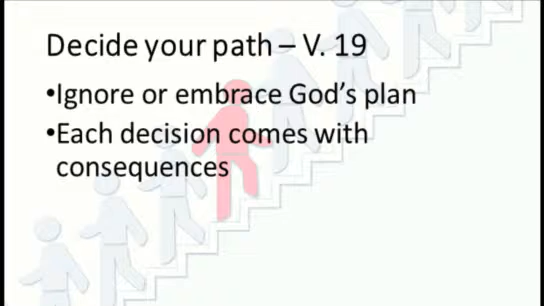 Decide your path – V. 19
•Ignore or embrace God’s plan
•Each decision comes with
consequences